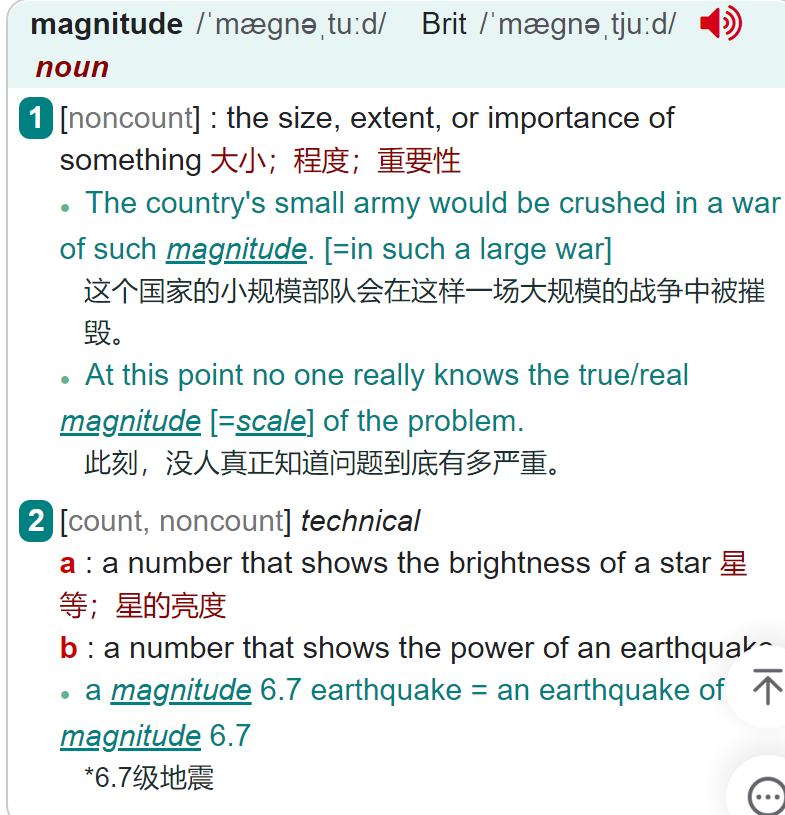 magnitude /ˈmægnəˌtuːd/ Brit /ˈmægnəˌtjuːd/
noun
1 [noncount] : the size, extent, or importance of
something 大小；程度；重要性
• The country's small army would be crushed in a war
of such magnitude. [=in such a large war]
这个国家的小规模部队会在这样一场大规模的战争中被摧
毁。
• At this point no one really knows the true/real
magnitude [=scale] of the problem.
此刻，没人真正知道问题到底有多严重。
2 [count, noncount] technical
a : a number that shows the brightness of a star 星
等；星的亮度
b : a number that shows the power of an earthquake
• a magnitude 6.7 earthquake = an earthquake of
magnitude 6.7
*6.7级地震